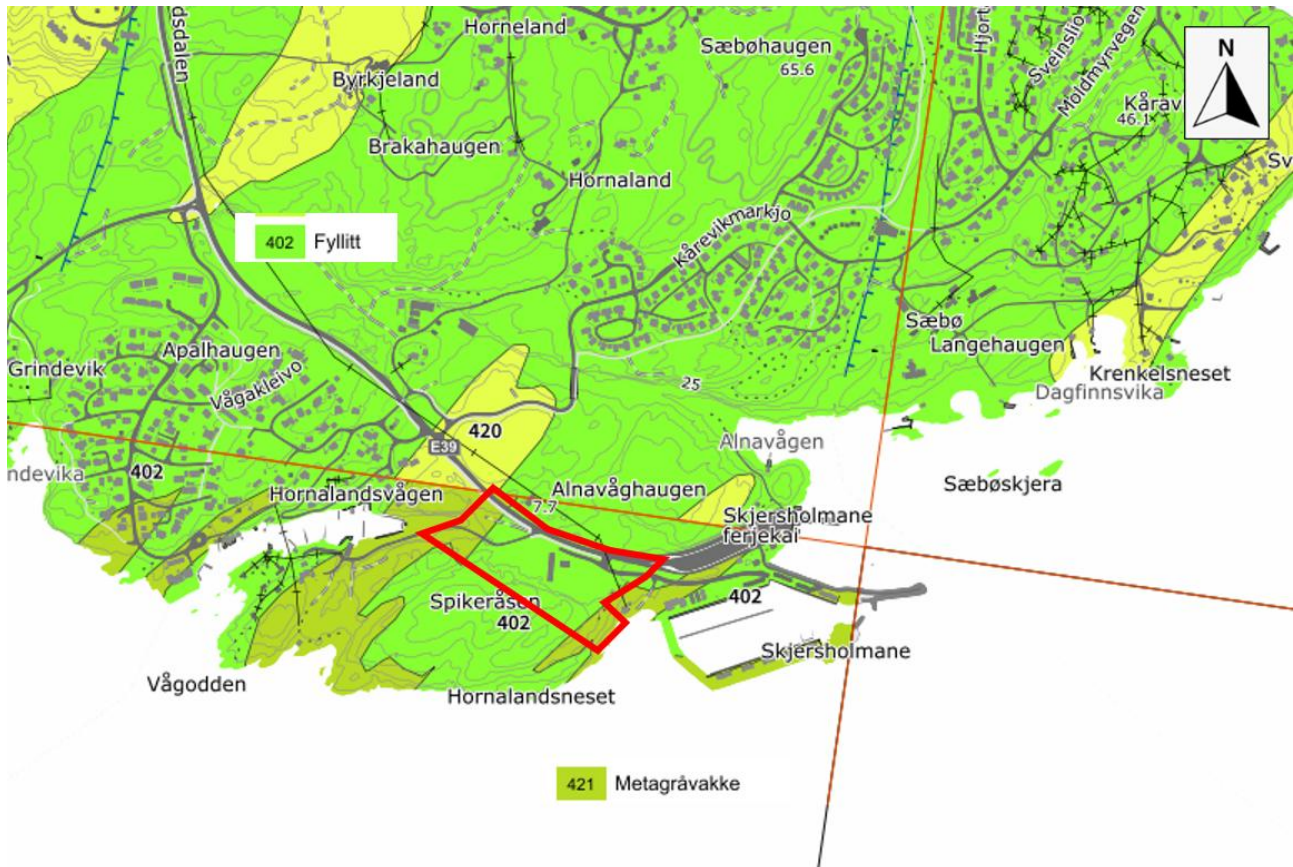 dsdalen
Horneland
Byrkjeland
Brakahaugen
Hornaland
Sæbøhaugen
65.6
Hjort
Sveinslio
Moldmyrvegen
Kårav
46.1
Sv
N
402 Fyllitt
Kårevikmarkjo
Sæbø
Langehaugen
Krenkelsneset
Dagfinnsvika
Grindevik
Apalhaugen
Vågakleivo
25
420
E39
402
ndevika
Hornalandsvågen
7.7
Alnavåghaugen
Alnavågen
Sæbøskjera
Skjersholmane
ferjekai
Spikeråsen
402
402
Skjersholmane
Vågodden
Hornalandsneset
421 Metagråvakke